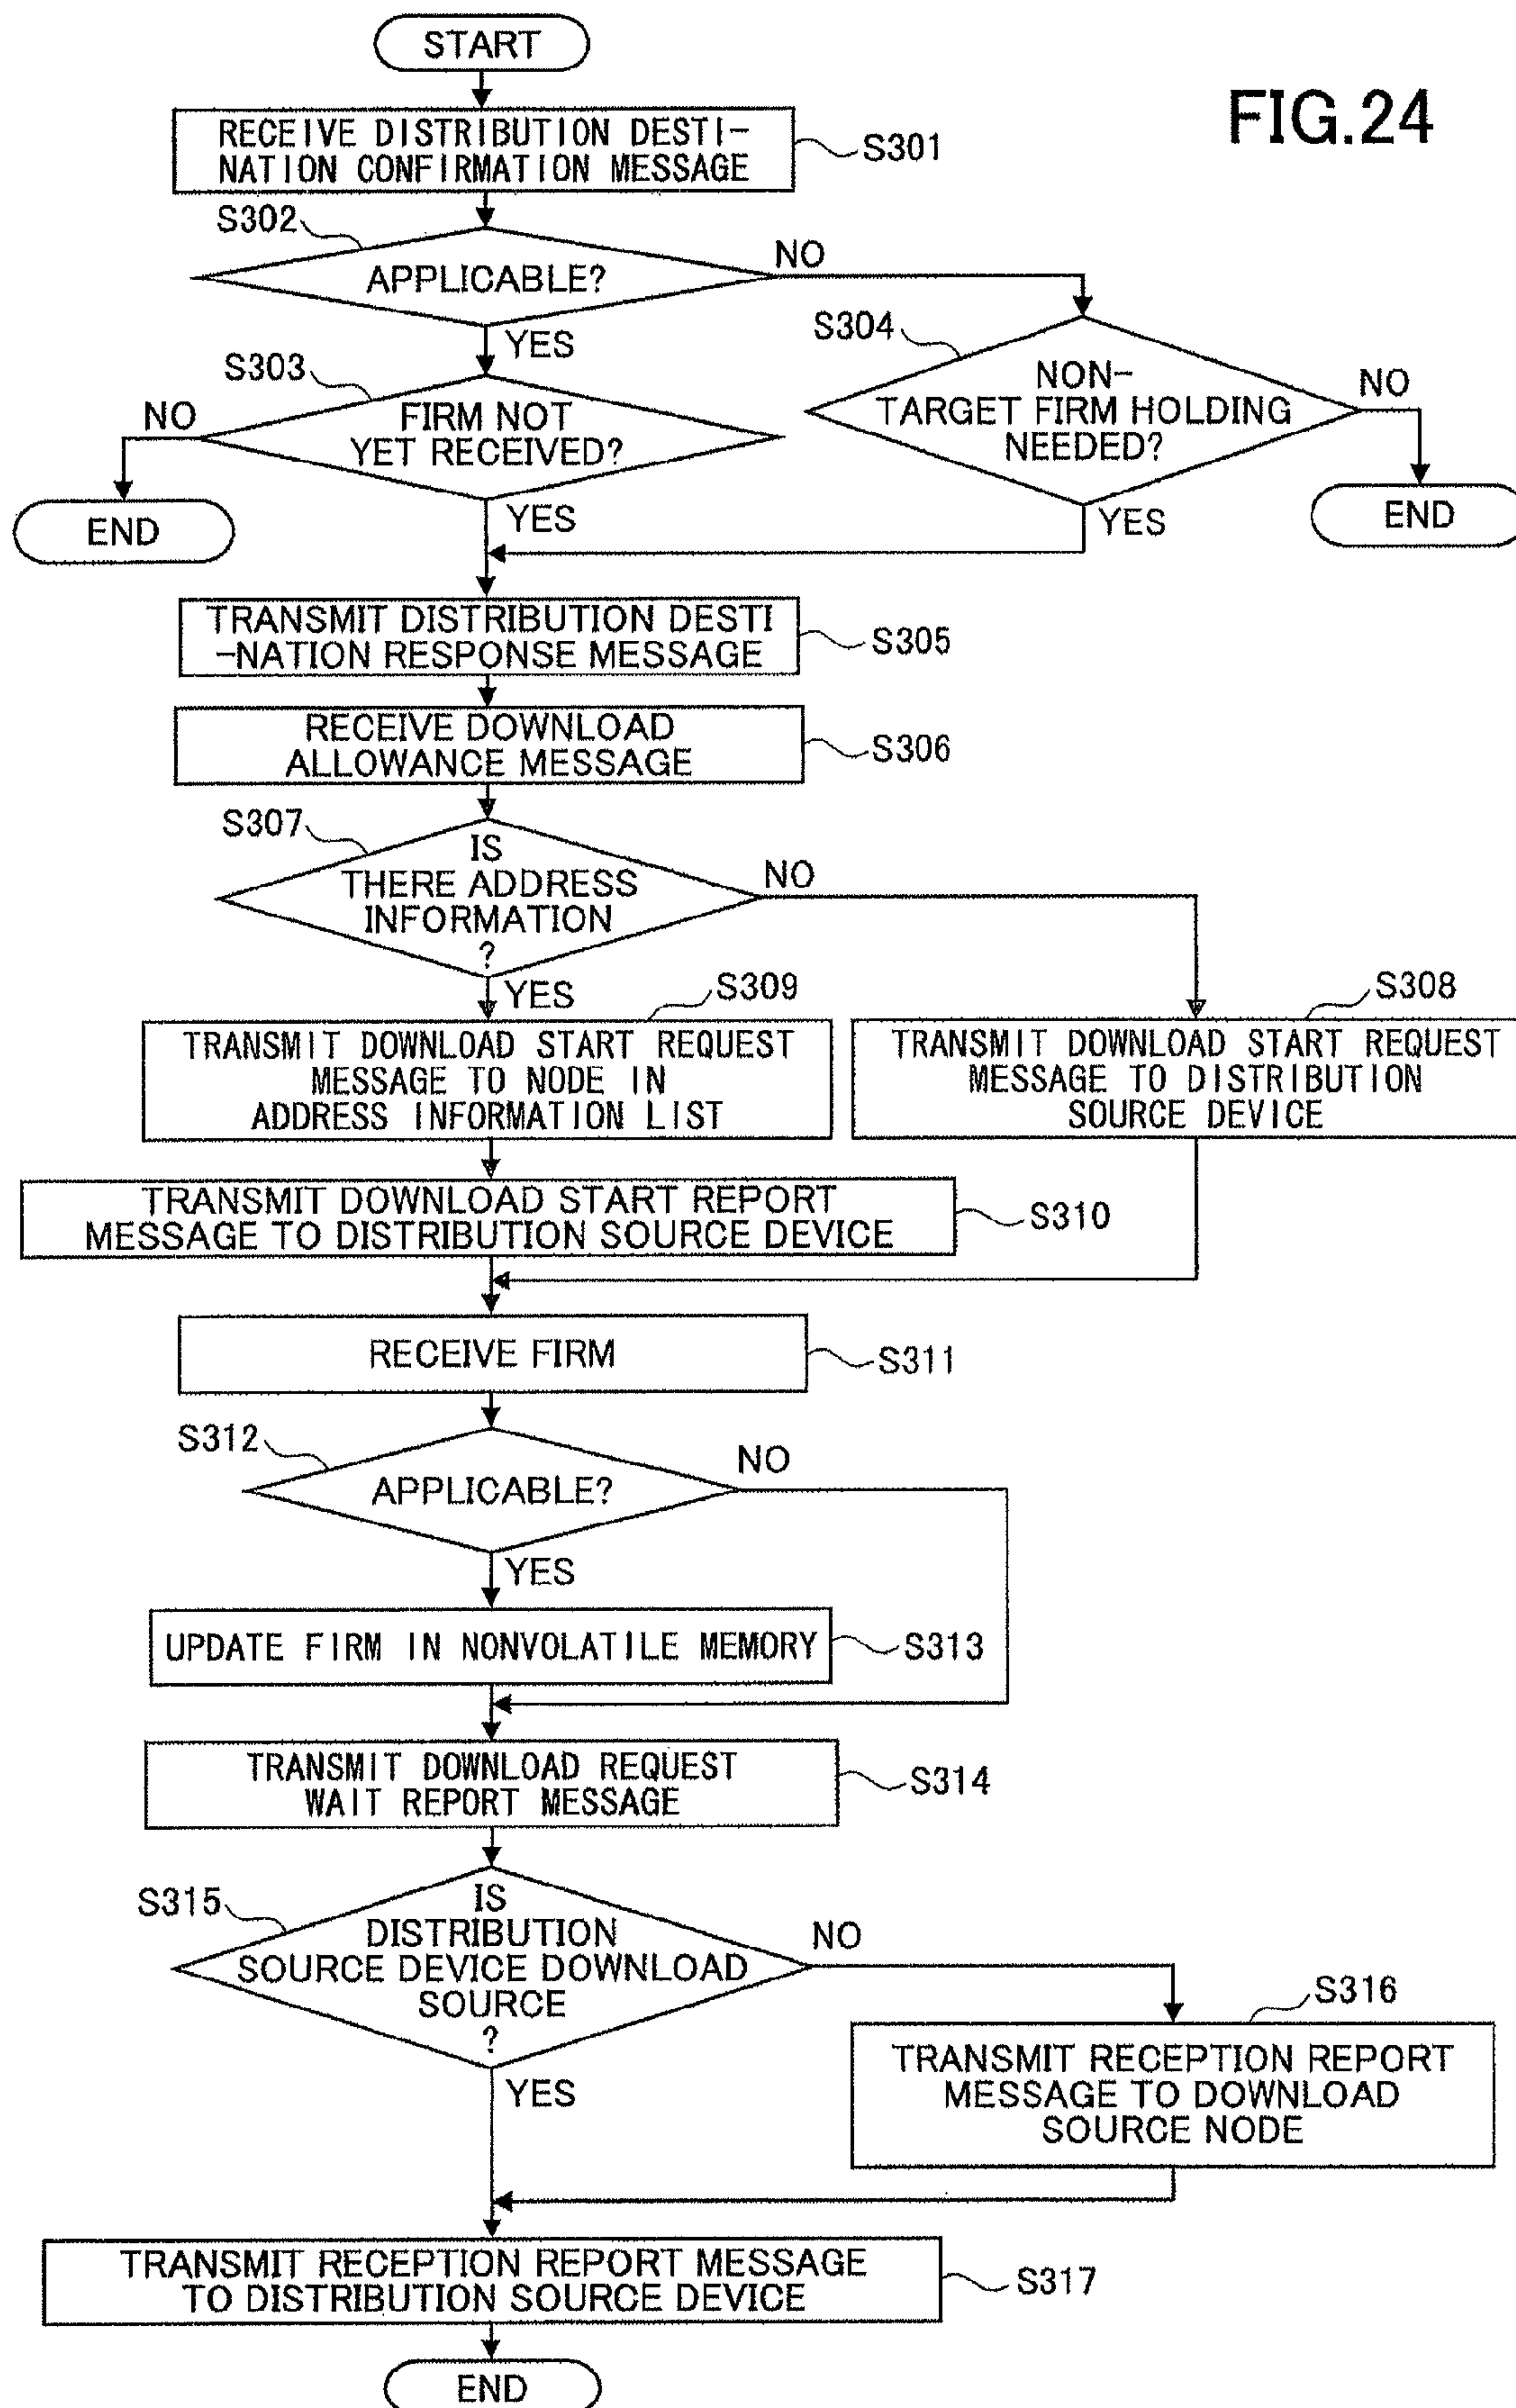 START
FIG.24
RECEIVE DISTRIBUTION DESTI-
NATION CONFIRMATION MESSAGE
S301
S302
APPLICABLE?
NO
YES
S303
FIRM NOT
YET RECEIVED?
NO
END
YES
S304
NON-
TARGET FIRM HOLDING
NEEDED?
NO
END
YES
TRANSMIT DISTRIBUTION DESTI
-NATION RESPONSE MESSAGE
S305
RECEIVE DOWNLOAD
ALLOWANCE MESSAGE
S306
S307
IS
THERE ADDRESS
INFORMATION
?
NO
YES
S309
TRANSMIT DOWNLOAD START REQUEST
MESSAGE TO NODE IN
ADDRESS INFORMATION LIST
S308
TRANSMIT DOWNLOAD START REQUEST
MESSAGE TO DISTRIBUTION
SOURCE DEVICE
TRANSMIT DOWNLOAD START REPORT
MESSAGE TO DISTRIBUTION SOURCE DEVICE
S310
RECEIVE FIRM
S311
S312
APPLICABLE?
NO
YES
UPDATE FIRM IN NONVOLATILE MEMORY
S313
TRANSMIT DOWNLOAD REQUEST
WAIT REPORT MESSAGE
S314
S315
IS
DISTRIBUTION
SOURCE DEVICE DOWNLOAD
SOURCE
?
NO
YES
S316
TRANSMIT RECEPTION REPORT
MESSAGE TO DOWNLOAD
SOURCE NODE
TRANSMIT RECEPTION REPORT MESSAGE
TO DISTRIBUTION SOURCE DEVICE
S317
END